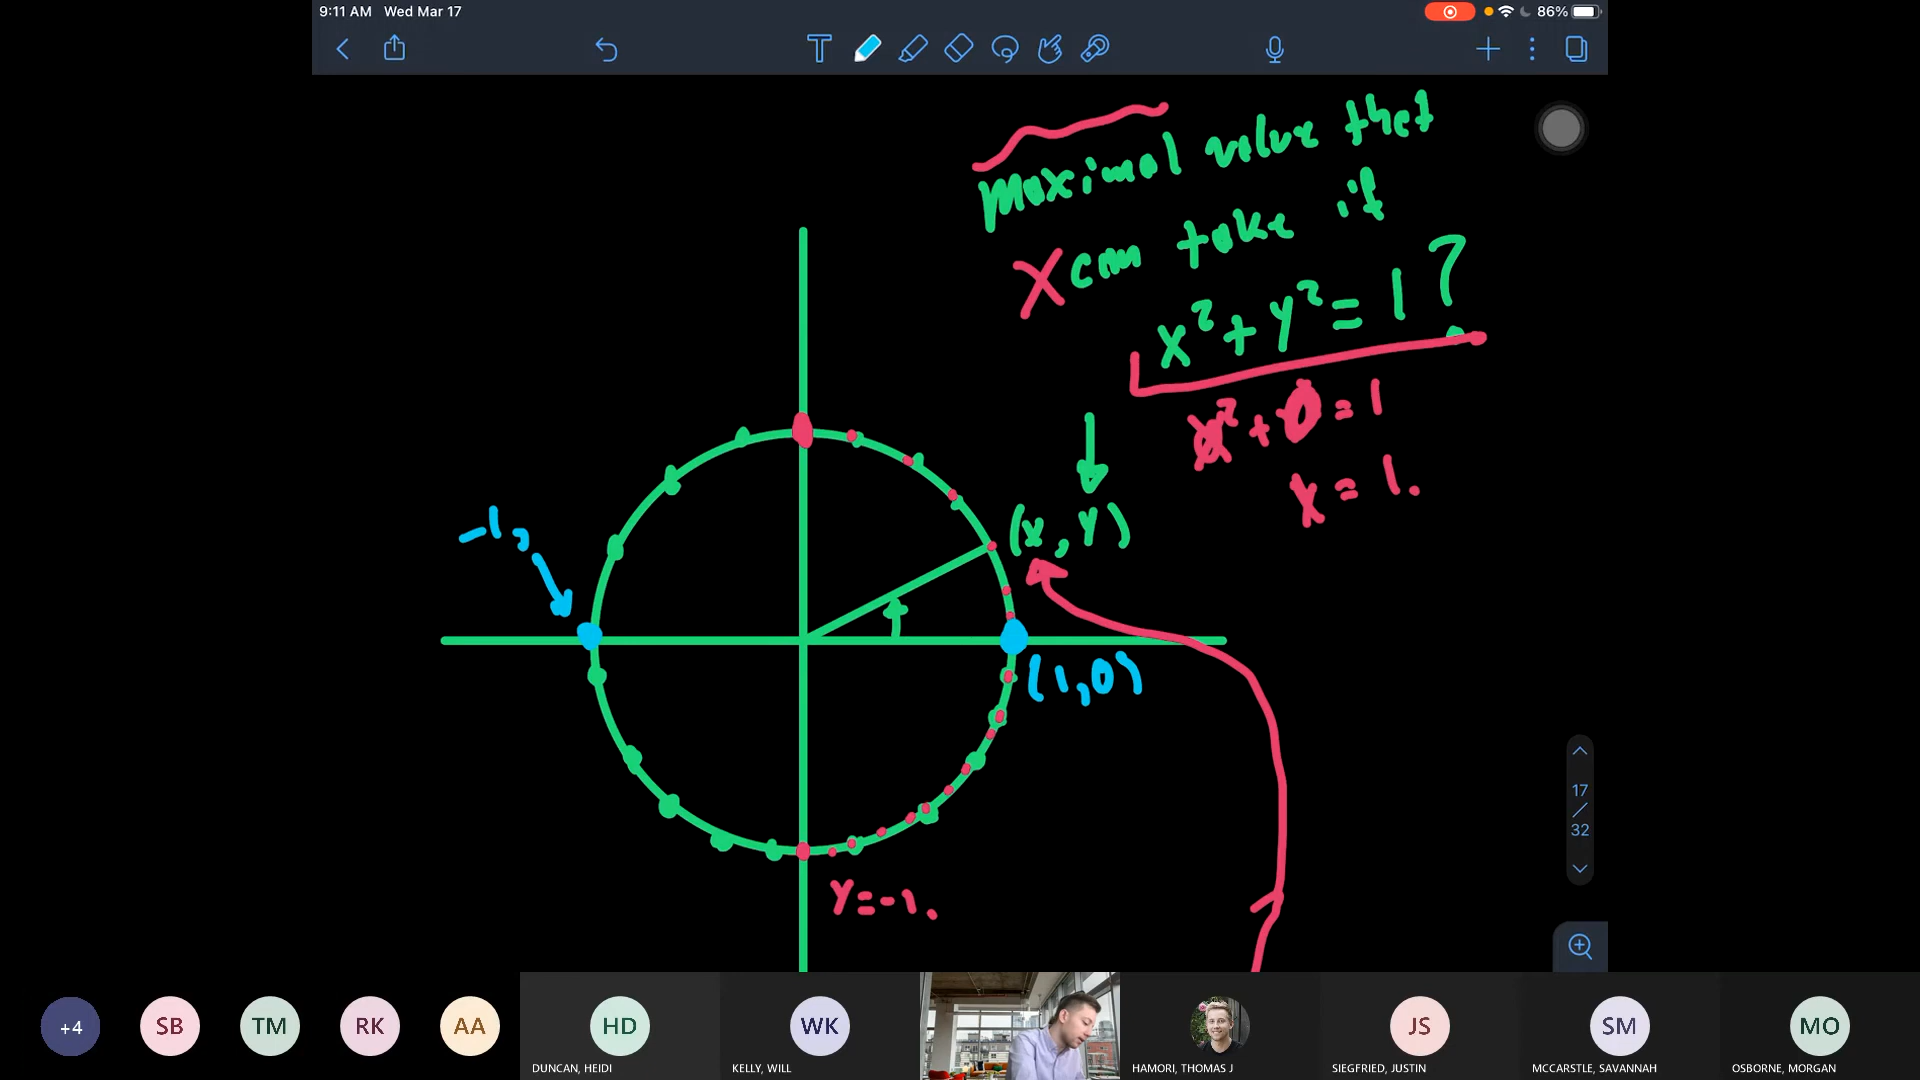 9:11 AM Wed Mar 17
86%
maximal value that
X can take if
x²+y²=1?
x²+0=1
x=1.
(x,y)
-1,
(1,0)
y=-1.
17
/
32
+4
SB
TM
RK
AA
HD
WK
JS
SM
MO
DUNCAN, HEIDI
KELLY, WILL
HAMORI, THOMAS J
SIEGFRIED, JUSTIN
MCCARSTLE, SAVANNAH
OSBORNE, MORGAN